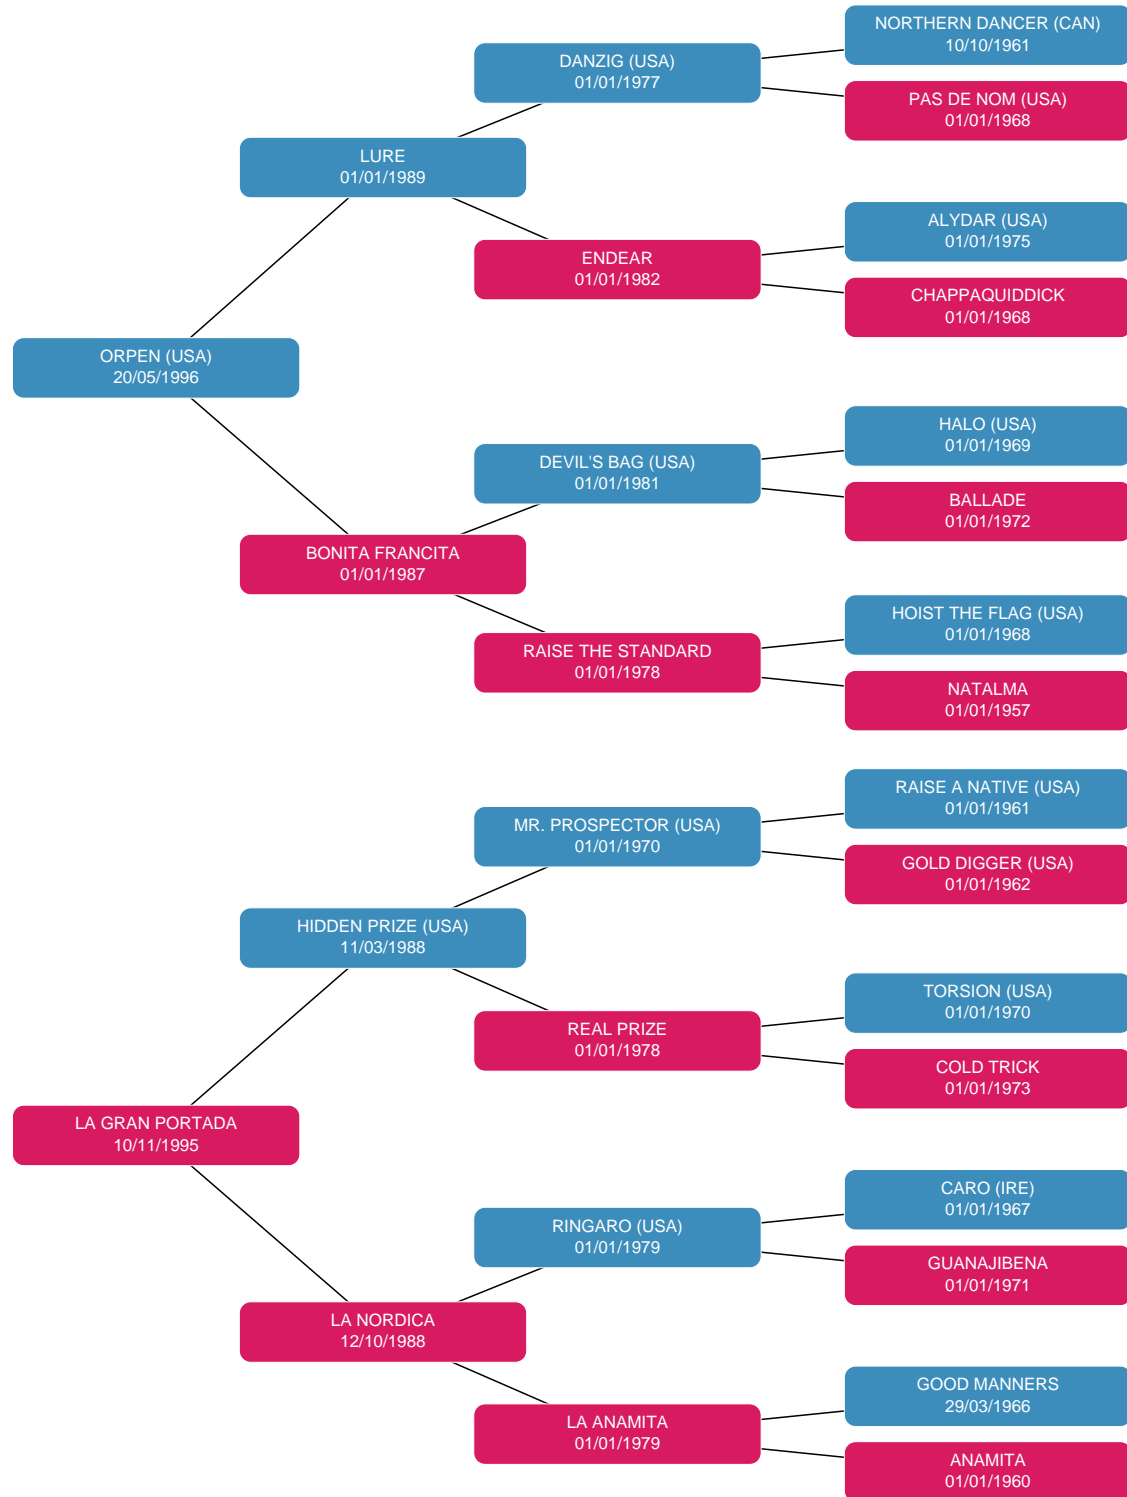 NORTHERN DANCER (CAN)
10/10/1961
DANZIG (USA)
01/01/1977
PAS DE NOM (USA)
01/01/1968
LURE
01/01/1989
ALYDAR (USA)
01/01/1975
ENDEAR
01/01/1982
CHAPPAQUIDDICK
01/01/1968
ORPEN (USA)
20/05/1996
HALO (USA)
01/01/1969
DEVIL'S BAG (USA)
01/01/1981
BALLADE
01/01/1972
BONITA FRANCITA
01/01/1987
HOIST THE FLAG (USA)
01/01/1968
RAISE THE STANDARD
01/01/1978
NATALMA
01/01/1957
RAISE A NATIVE (USA)
01/01/1961
MR. PROSPECTOR (USA)
01/01/1970
GOLD DIGGER (USA)
01/01/1962
HIDDEN PRIZE (USA)
11/03/1988
TORSION (USA)
01/01/1970
REAL PRIZE
01/01/1978
COLD TRICK
01/01/1973
LA GRAN PORTADA
10/11/1995
CARO (IRE)
01/01/1967
RINGARO (USA)
01/01/1979
GUANAJIBENA
01/01/1971
LA NORDICA
12/10/1988
GOOD MANNERS
29/03/1966
LA ANAMITA
01/01/1979
ANAMITA
01/01/1960